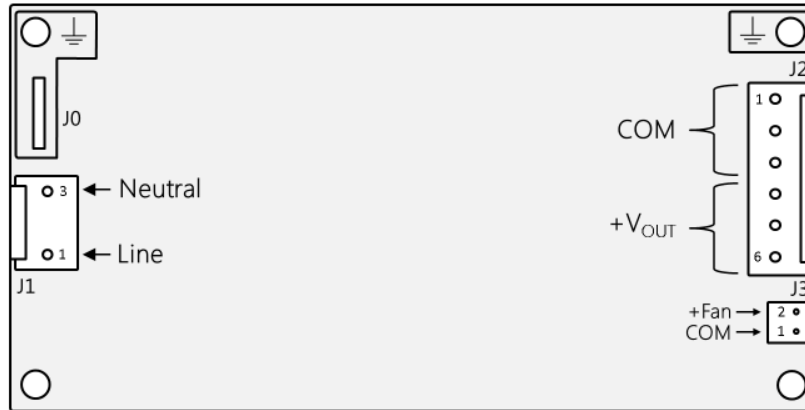 J0
3 Neutral
1 Line
J1
J2
1
COM
+VOUT
6
J3
+Fan 2
COM 1